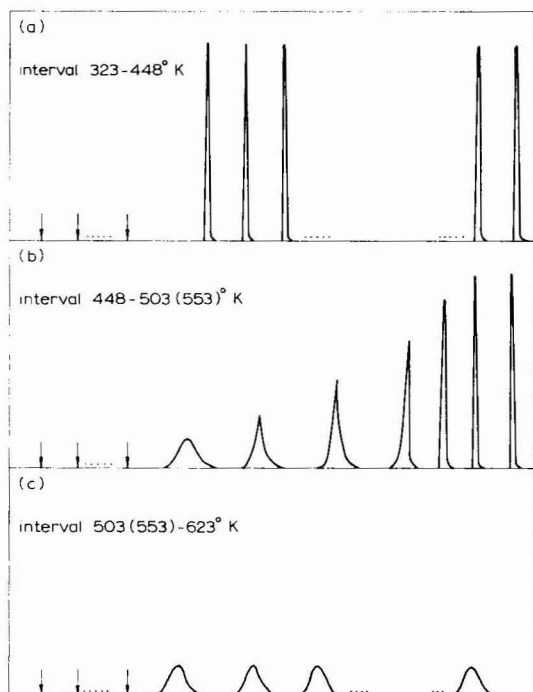 (a)
interval 323-448° K
(b)
interval 448-503(553)° K
(c)
interval 503(553)-623° K